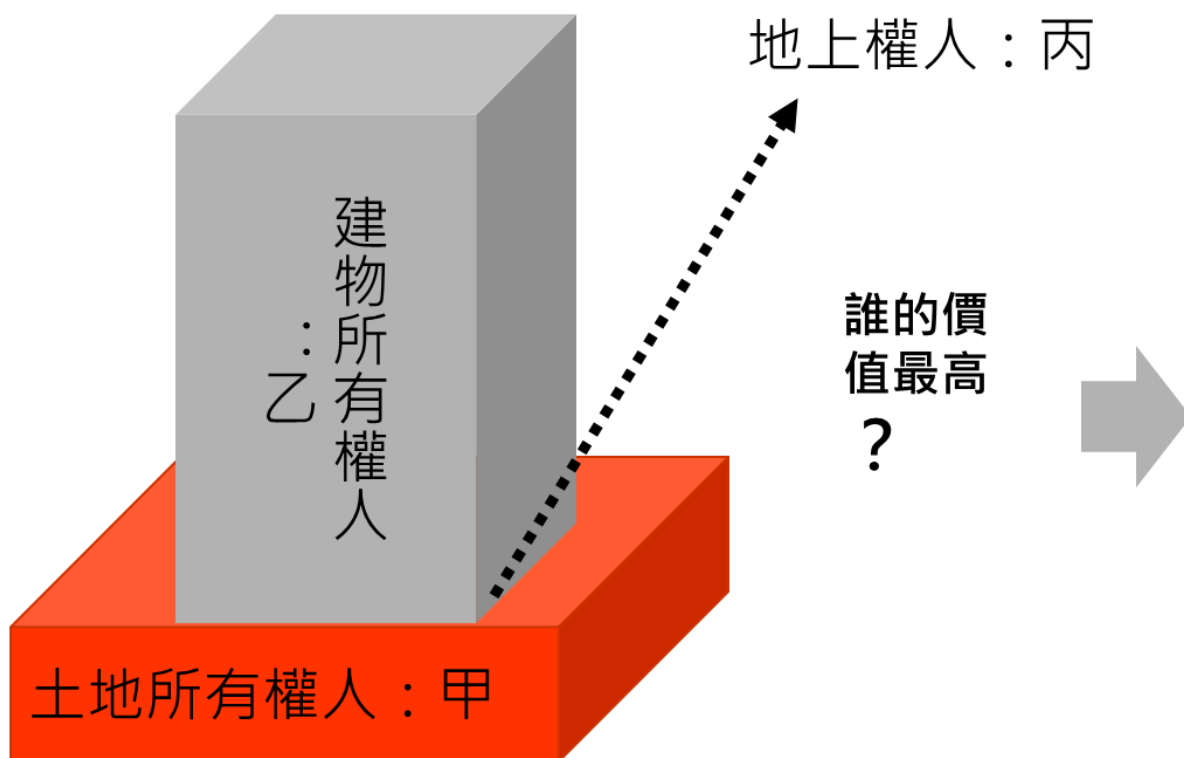 地上權人：丙
建物所有權人
：乙
誰的價
值最高
？
土地所有權人：甲